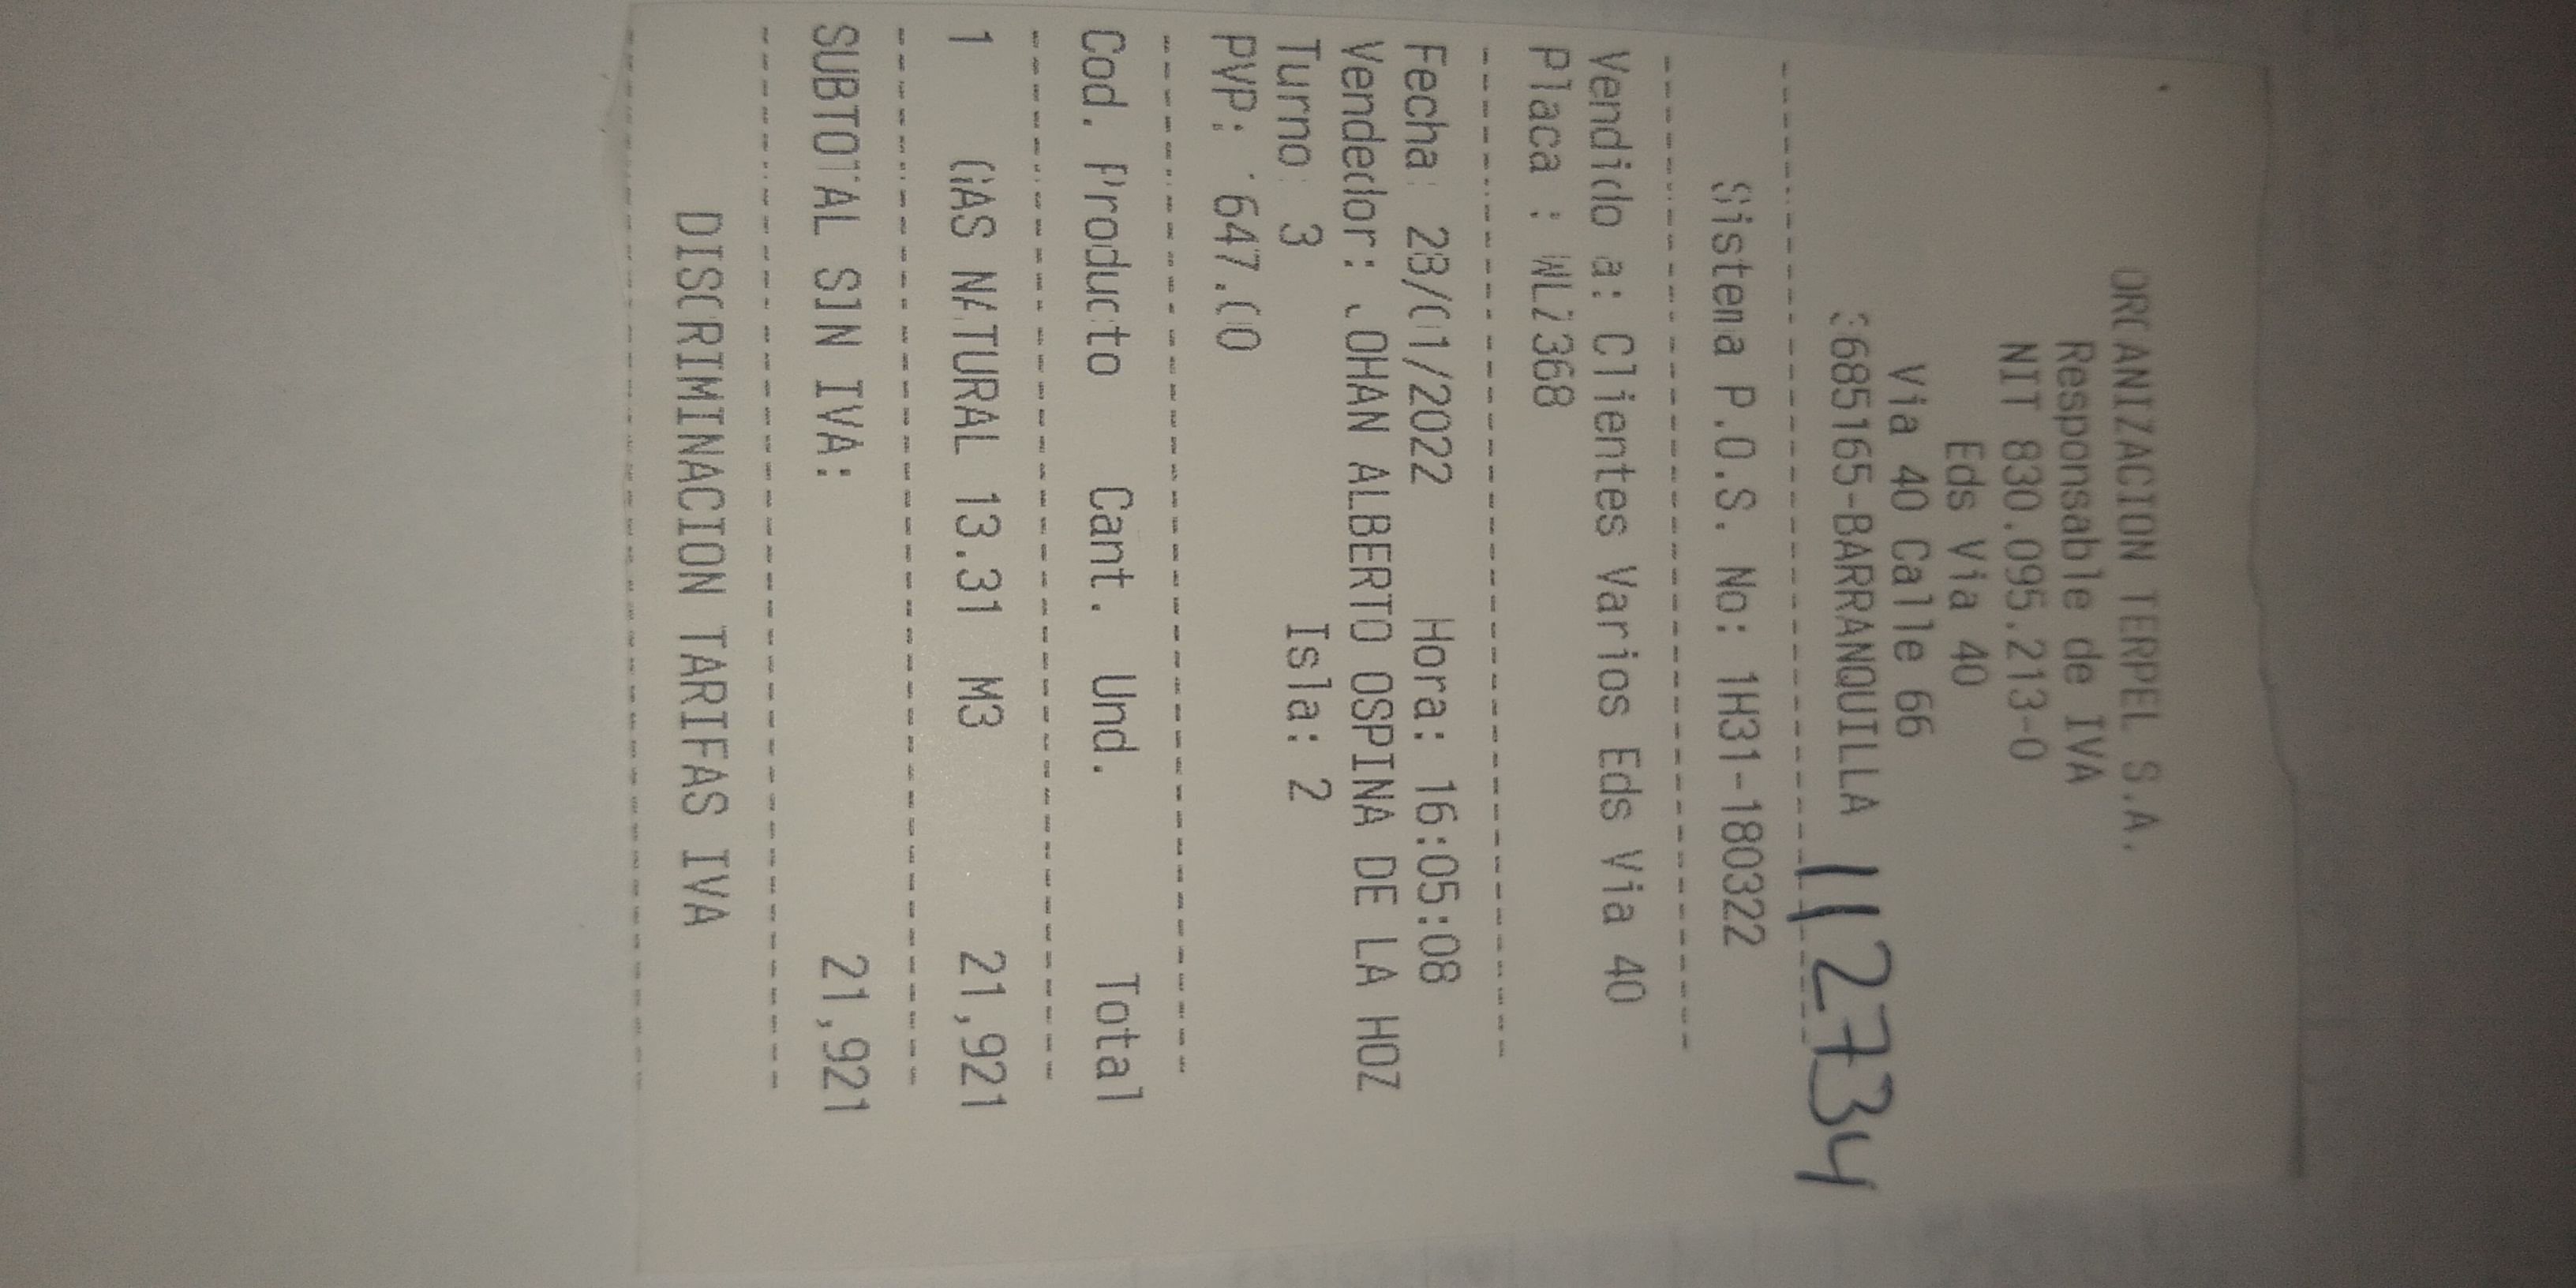 ORGANIZACION TERPEL S.A.
Responsable de IVA
NIT 830.095.213-0
Eds Via 40
Via 40 Calle 66
3685165-BARRANQUILLA
112734
Sistema P.O.S. No: 1H31-180322
Vendido a: Clientes Varios Eds Via 40
Placa :
Fecha: 23/01/2022 Hora: 16:05:08
Vendedor: JOHAN ALBERTO OSPINA DE LA HOZ
Turno: 3 Isla: 2
PVP: 1647.00
Cod. Producto Cant. Und. Total
1 GAS NATURAL 13.31 M3 21,921
SUBTOTAL SIN IVA: 21,921
DISCRIMINACION TARIFAS IVA